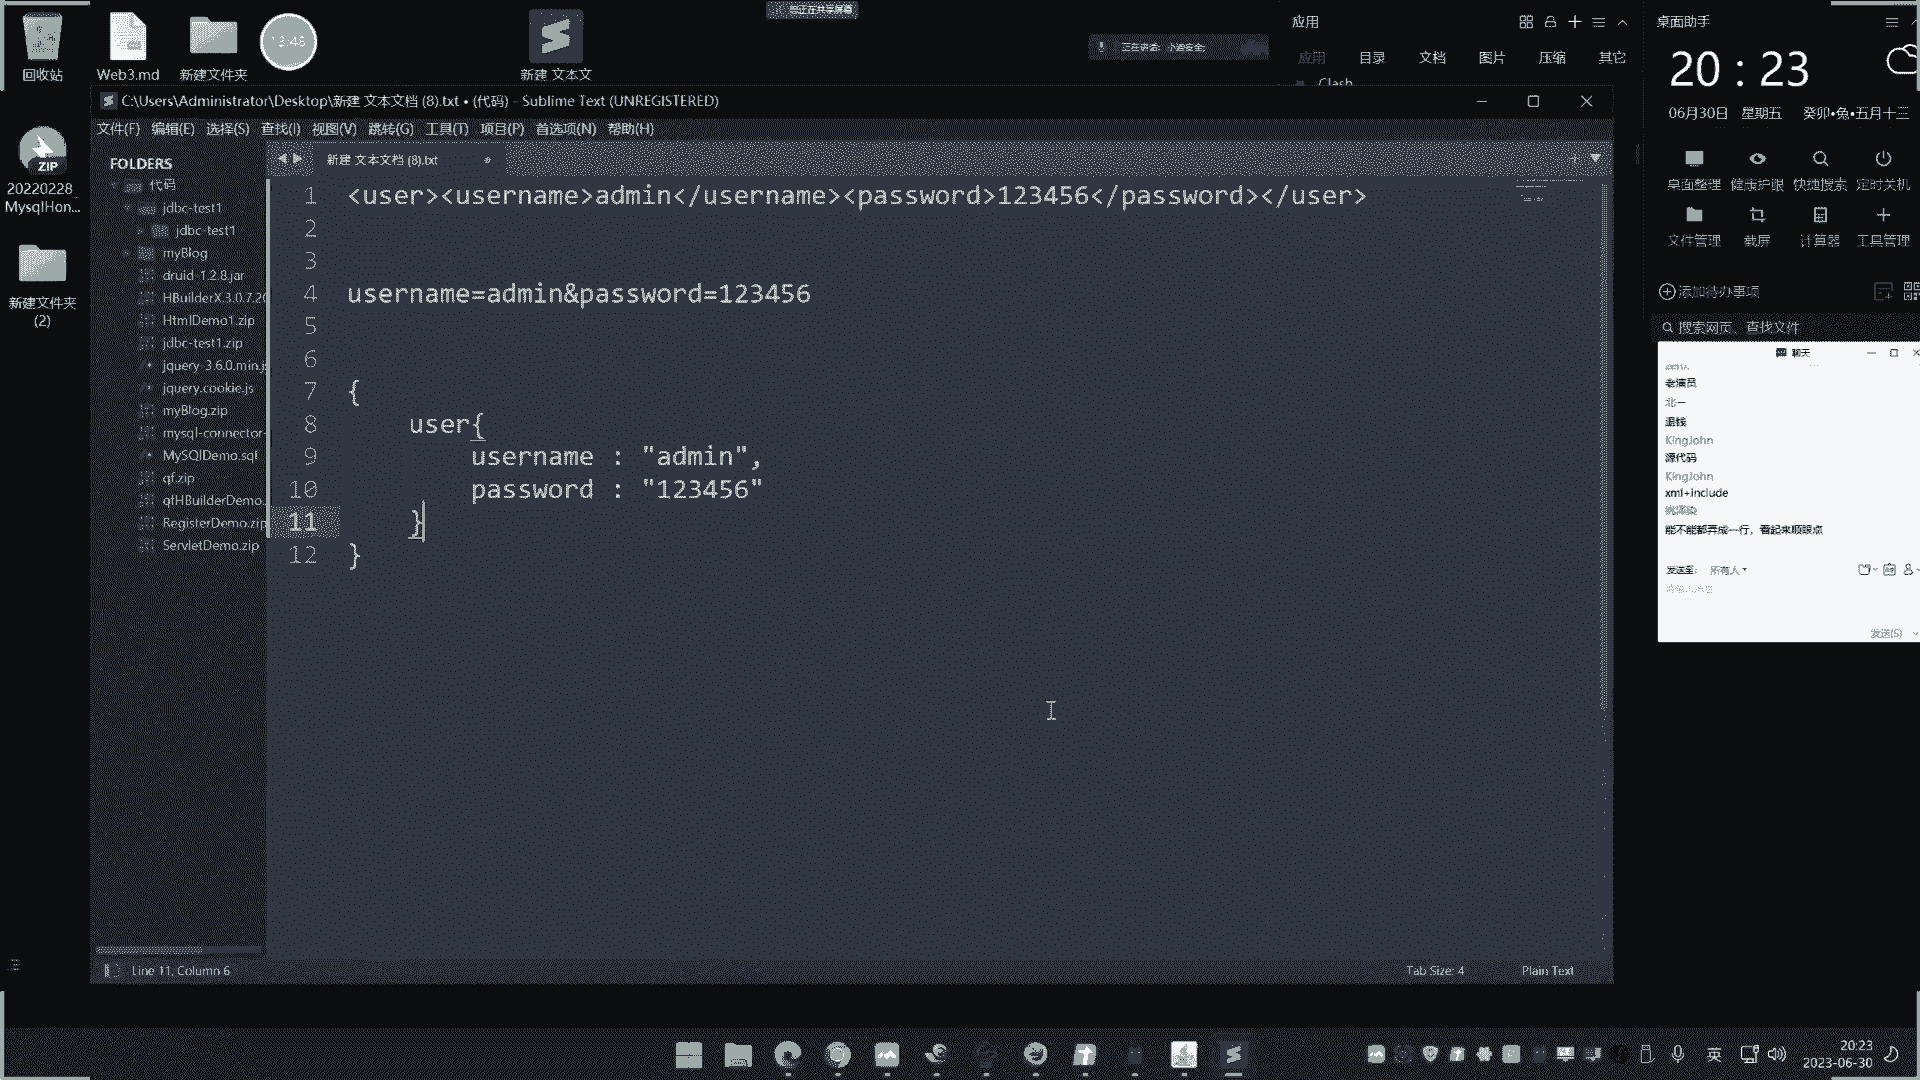 您正在共享屏幕
正在讲话: 小迪安全;
13:46
回收站
Web3.md
新建文件夹
新建 文本文
20220228_
MysqlHon...
新建文件夹
(2)
C:\Users\Administrator\Desktop\新建 文本文档 (8).txt • (代码) - Sublime Text (UNREGISTERED)
文件(F) 编辑(E) 选择(S) 查找(I) 视图(V) 跳转(G) 工具(T) 项目(P) 首选项(N) 帮助(H)
FOLDERS
代码
jdbc-test1
jdbc-test1
myBlog
druid-1.2.8.jar
HBuilderX.3.0.7.20
HtmlDemo1.zip
jdbc-test1.zip
jquery-3.6.0.min.js
jquery.cookie.js
myBlog.zip
mysql-connector-
MySQlDemo.sql
qf.zip
qfHBuilderDemo.
RegisterDemo.zip
ServletDemo.zip
新建 文本文档 (8).txt
1 <user><username>admin</username><password>123456</password></user>
2
3
4 username=admin&password=123456
5
6
7 {
8 user{
9 username : "admin",
10 password : "123456"
11 }
12 }
Line 11, Column 6
Tab Size: 4
Plain Text
应用
应用 目录 文档 图片 压缩 其它
Clash
桌面助手
20 : 23
06月30日 星期五 癸卯•兔•五月十三
桌面整理 健康护眼 快捷搜索 定时关机
文件管理 截屏 计算器 工具管理
添加待办事项
搜索网页、查找文件
聊天
老演员
北一
退钱
KingJohn
源代码
KingJohn
xml+include
能不能都弄成一行，看起来顺眼点
发送至: 所有人
发送(S)
英
20:23
2023-06-30